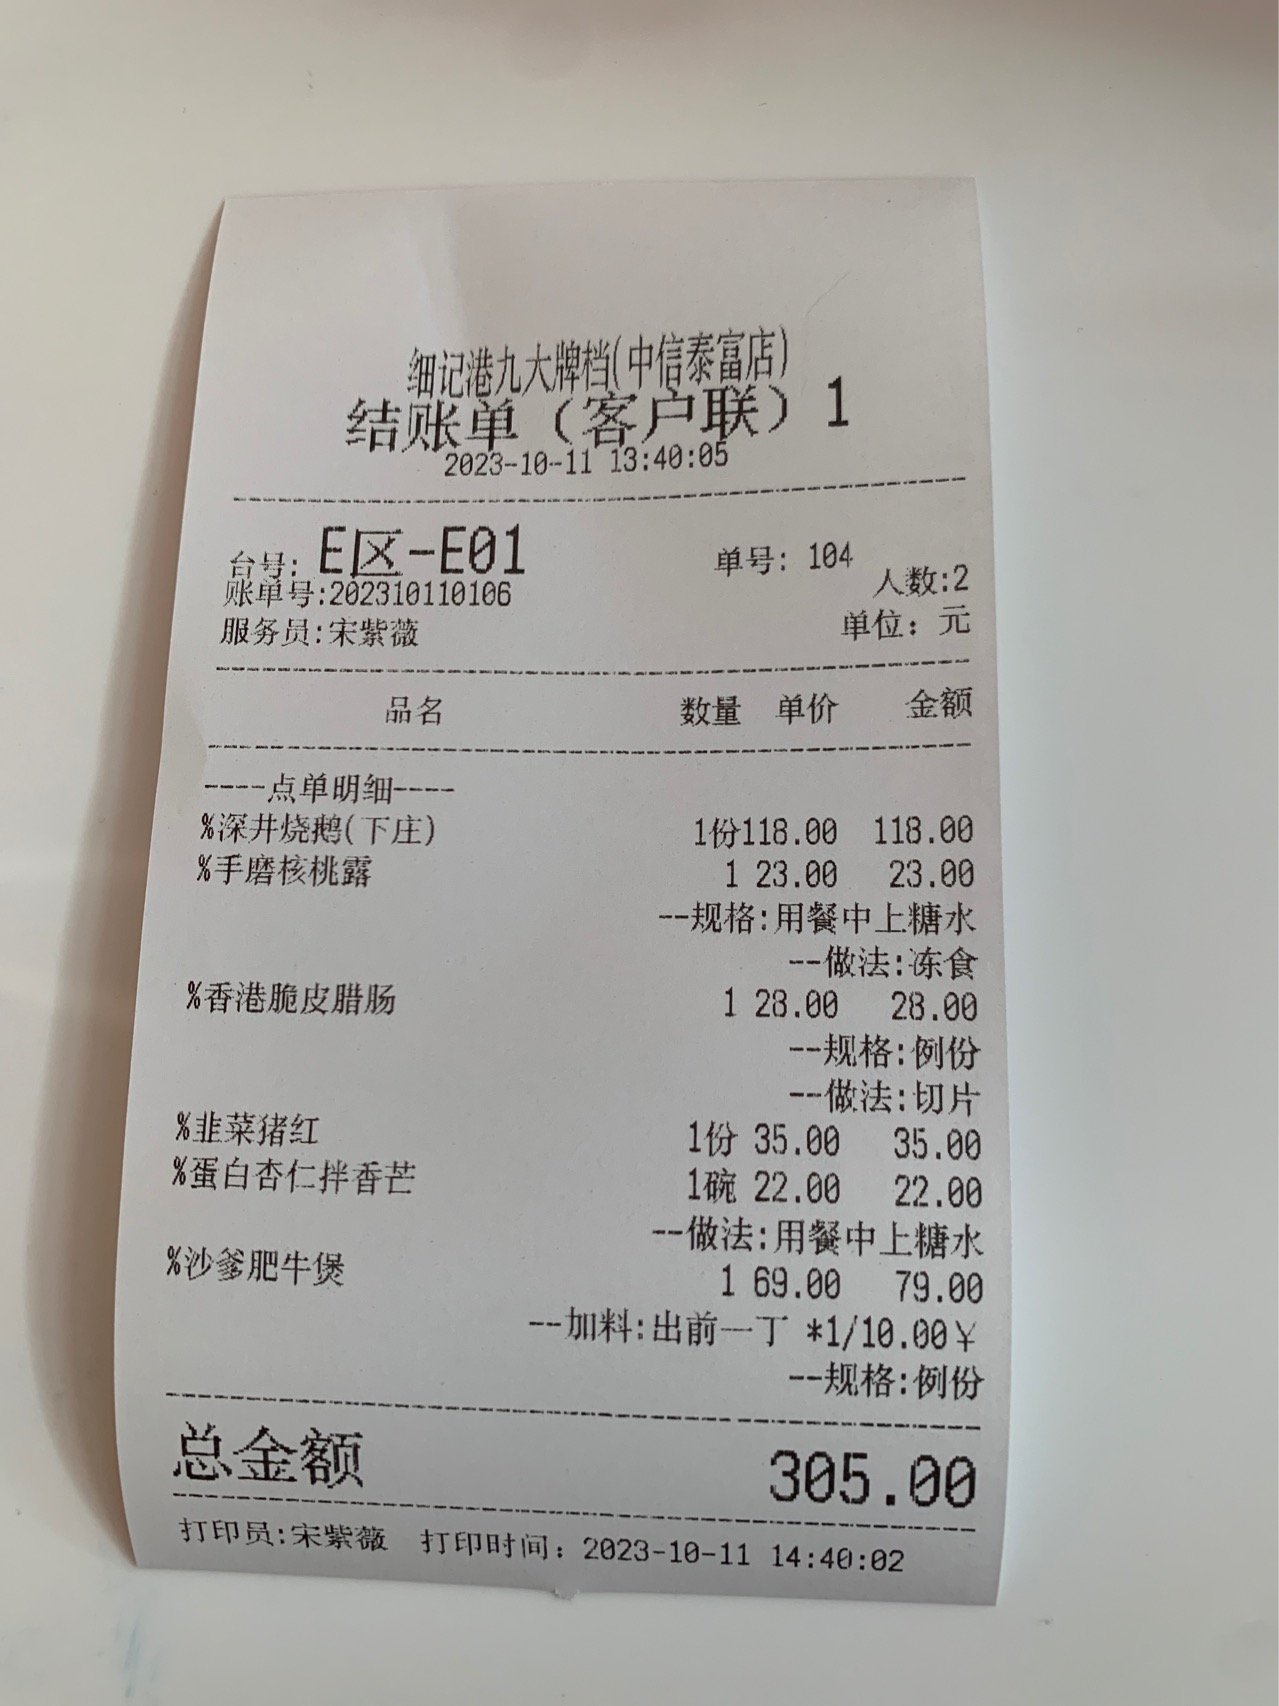 细记港九大牌档(中信泰富店)
结账单（客户联）1
2023-10-11 13:40:05
台号: E区-E01 单号: 104
账单号:202310110106 人数:2
服务员:宋紫薇 单位: 元
品名 数量 单价 金额
----点单明细----
%深井烧鹅(下庄) 1份118.00 118.00
%手磨核桃露 1 23.00 23.00
--规格:用餐中上糖水
--做法:冻食
%香港脆皮腊肠 1 28.00 28.00
--规格:例份
--做法:切片
%韭菜猪红 1份 35.00 35.00
%蛋白杏仁拌香芒 1碗 22.00 22.00
--做法:用餐中上糖水
%沙爹肥牛煲 1 69.00 79.00
--加料:出前一丁 *1/10.00￥
--规格:例份
总金额 305.00
打印员:宋紫薇 打印时间: 2023-10-11 14:40:02